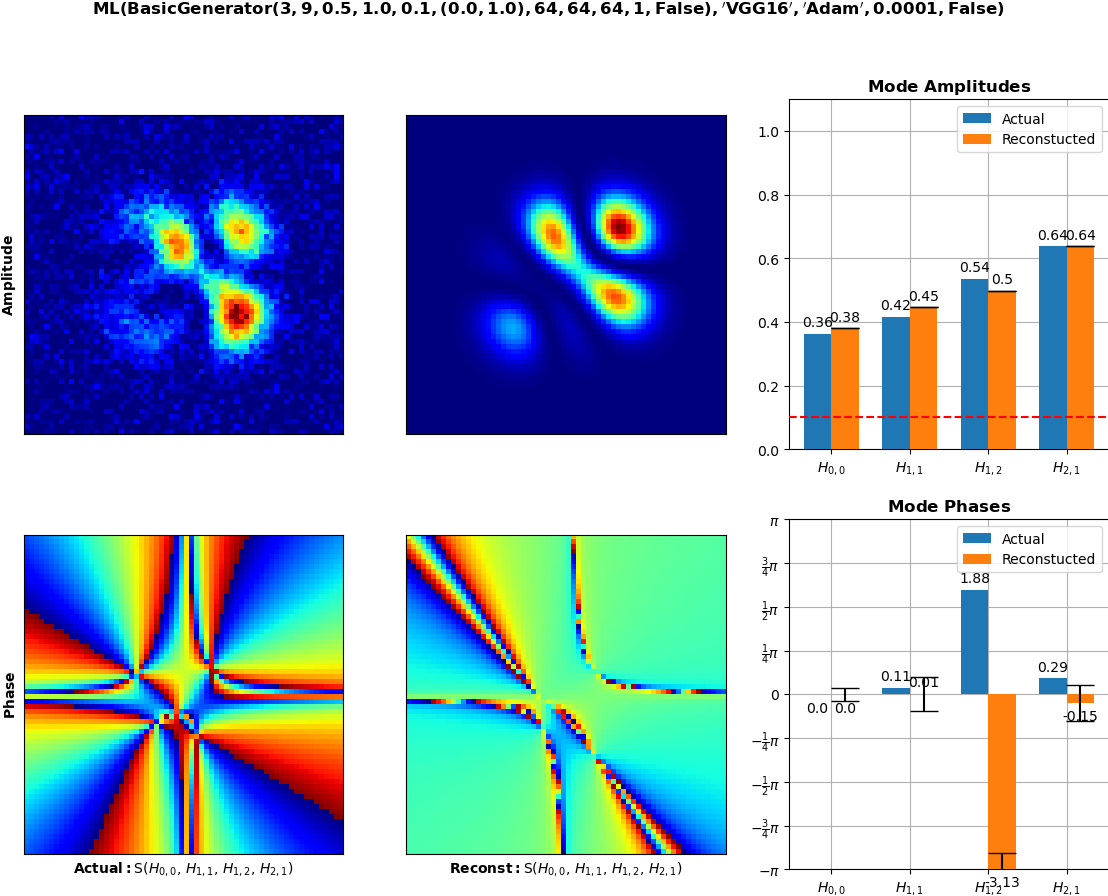 ML(BasicGenerator(3, 9, 0.5, 1.0, 0.1, (0.0, 1.0), 64, 64, 64, 1, False), 'VGG16', 'Adam', 0.0001, False)
Amplitude
Mode Amplitudes
Actual
Reconstucted
1.0
0.8
0.6
0.4
0.2
0.0
0.36
0.38
0.42
0.45
0.54
0.5
0.64
0.64
H0,0
H1,1
H1,2
H2,1
Phase
Actual: S(H0,0, H1,1, H1,2, H2,1)
Reconst: S(H0,0, H1,1, H1,2, H2,1)
Mode Phases
Actual
Reconstucted
π
3/4π
1/2π
1/4π
0
−1/4π
−1/2π
−3/4π
−π
0.0
0.0
0.11
0.01
1.88
-3.13
0.29
-0.15
H0,0
H1,1
H1,2
H2,1